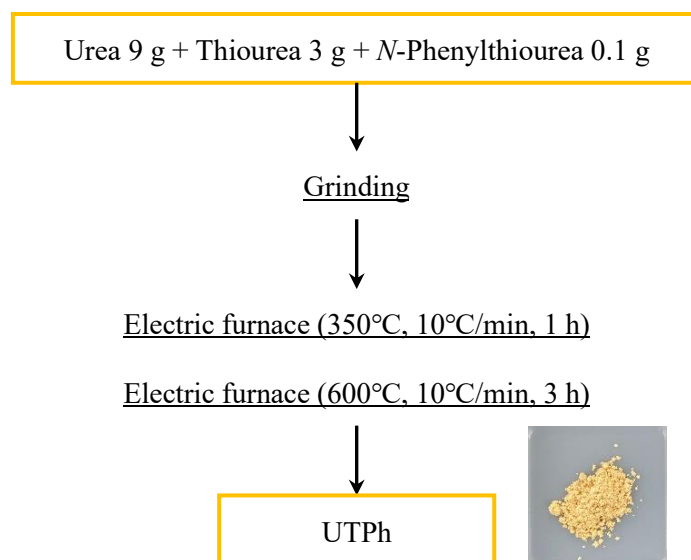 Urea 9 g + Thiourea 3 g + N-Phenylthiourea 0.1 g
Grinding
Electric furnace (350℃, 10℃/min, 1 h)
Electric furnace (600℃, 10℃/min, 3 h)
UTPh